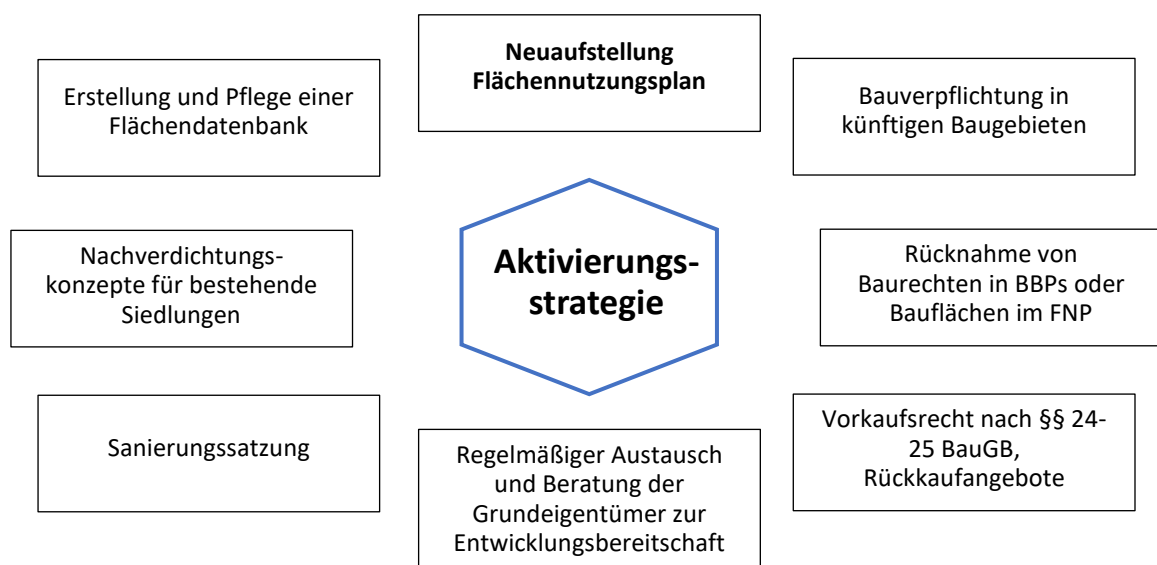 Neuaufstellung
Flächennutzungsplan
Erstellung und Pflege einer
Flächendatenbank
Bauverpflichtung in
künftigen Baugebieten
Nachverdichtungs-
konzepte für bestehende
Siedlungen
Aktivierungs-
strategie
Rücknahme von
Baurechten in BBPs oder
Bauflächen im FNP
Sanierungssatzung
Regelmäßiger Austausch
und Beratung der
Grundeigentümer zur
Entwicklungsbereitschaft
Vorkaufsrecht nach §§ 24-
25 BauGB,
Rückkaufangebote